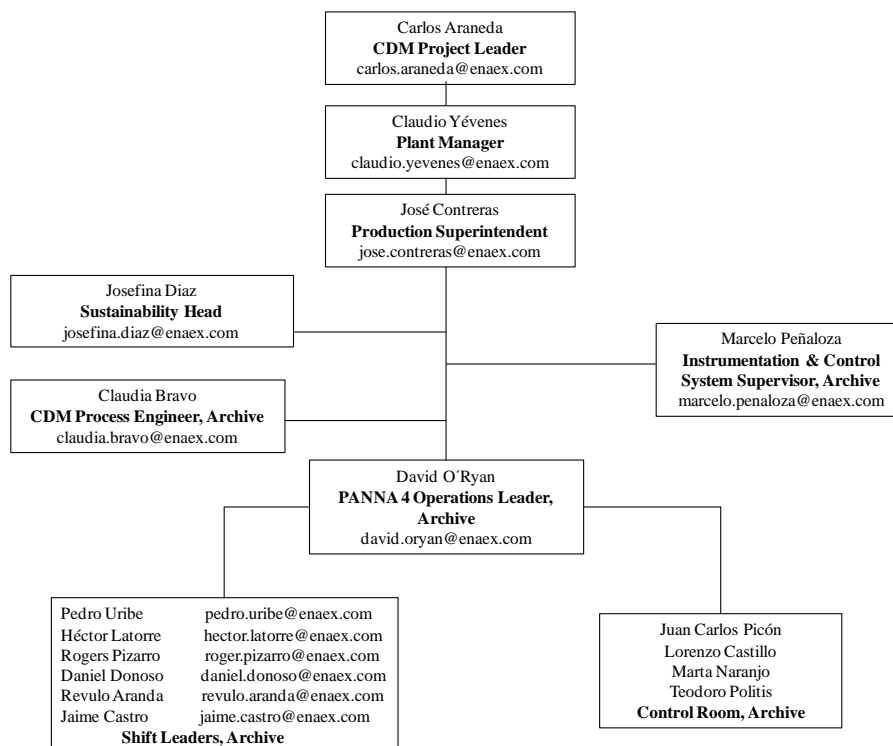 Carlos Araneda
CDM Project Leader
carlos.araneda@enaex.com
Claudio Yévenes
Plant Manager
claudio.yevenes@enaex.com
José Contreras
Production Superintendent
jose.contreras@enaex.com
Josefina Diaz
Sustainability Head
josefina.diaz@enaex.com
Marcelo Peñaloza
Instrumentation & Control
System Supervisor, Archive
marcelo.penaloza@enaex.com
Claudia Bravo
CDM Process Engineer, Archive
claudia.bravo@enaex.com
David O´Ryan
PANNA 4 Operations Leader,
Archive
david.oryan@enaex.com
Pedro Uribe pedro.uribe@enaex.com
Héctor Latorre hector.latorre@enaex.com
Rogers Pizarro roger.pizarro@enaex.com
Daniel Donoso daniel.donoso@enaex.com
Revulo Aranda revulo.aranda@enaex.com
Jaime Castro jaime.castro@enaex.com
Shift Leaders, Archive
Juan Carlos Picón
Lorenzo Castillo
Marta Naranjo
Teodoro Politis
Control Room, Archive